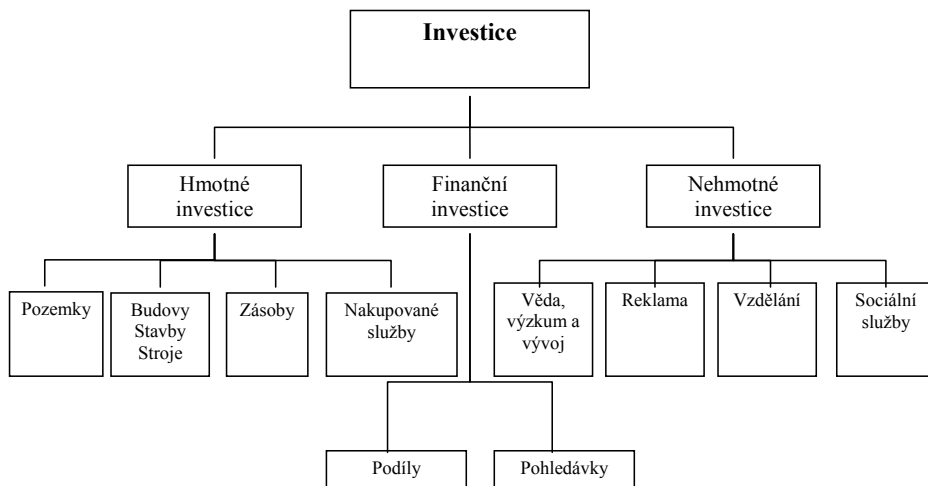 Investice
Hmotné
investice
Finanční
investice
Nehmotné
investice
Pozemky
Budovy
Stavby
Stroje
Zásoby
Nakupované
služby
Věda,
výzkum a
vývoj
Reklama
Vzdělání
Sociální
služby
Podíly
Pohledávky